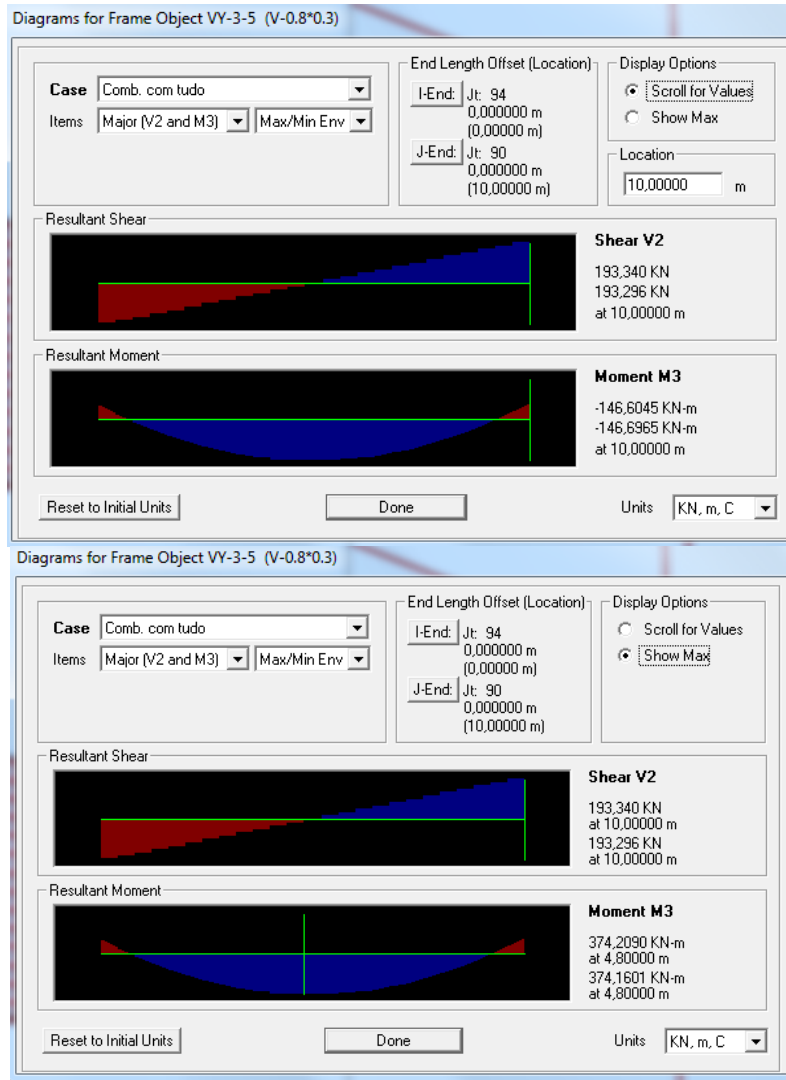 Diagrams for Frame Object VY-3-5 (V-0.8*0.3)
Case Comb. com tudo
Items Major (V2 and M3) Max/Min Env
End Length Offset (Location)
I-End: Jt: 94
0,000000 m
(0,00000 m)
J-End: Jt: 90
0,000000 m
(10,00000 m)
Display Options
Scroll for Values
Show Max
Location
10,00000 m
Resultant Shear
Shear V2
193,340 KN
193,296 KN
at 10,00000 m
Resultant Moment
Moment M3
-146,6045 KN-m
-146,6965 KN-m
at 10,00000 m
Reset to Initial Units Done Units KN, m, C
Diagrams for Frame Object VY-3-5 (V-0.8*0.3)
Case Comb. com tudo
Items Major (V2 and M3) Max/Min Env
End Length Offset (Location)
I-End: Jt: 94
0,000000 m
(0,00000 m)
J-End: Jt: 90
0,000000 m
(10,00000 m)
Display Options
Scroll for Values
Show Max
Resultant Shear
Shear V2
193,340 KN
at 10,00000 m
193,296 KN
at 10,00000 m
Resultant Moment
Moment M3
374,2090 KN-m
at 4,80000 m
374,1601 KN-m
at 4,80000 m
Reset to Initial Units Done Units KN, m, C